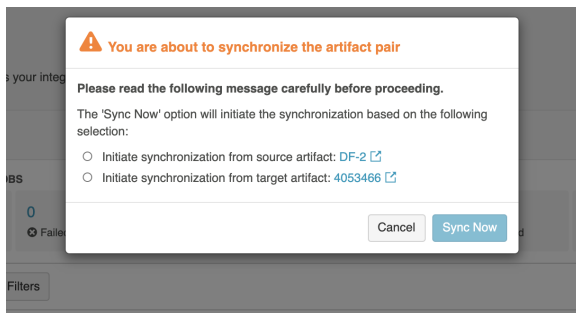 You are about to synchronize the artifact pair
s your integ
Please read the following message carefully before proceeding.
The 'Sync Now' option will initiate the synchronization based on the following
selection:
Initiate synchronization from source artifact: DF-2
Initiate synchronization from target artifact: 4053466
OBS
0
Failed
Cancel
Sync Now
d
Filters